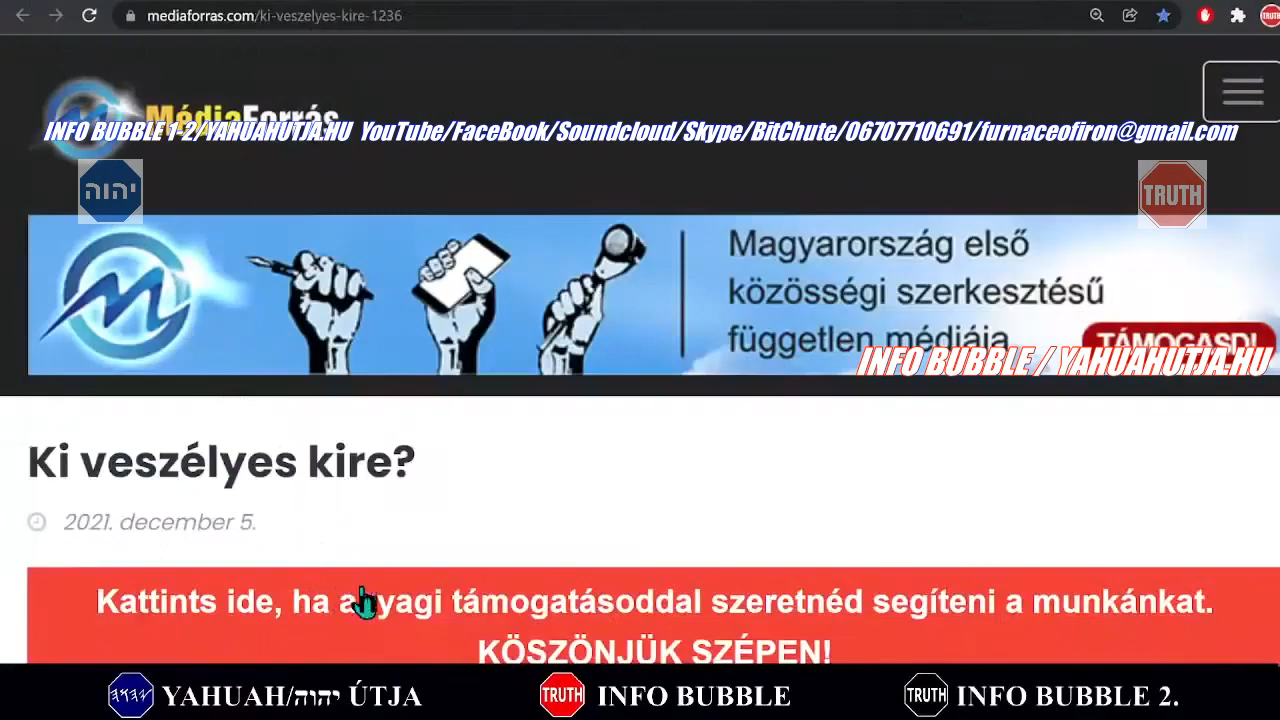 mediaforras.com/ki-veszelyes-kire-1236
TRUTH
MédiaForrás
INFO BUBBLE 1-2/YAHUAHUTJA.HU YouTube/FaceBook/Soundcloud/Skype/BitChute/06707710691/furnaceofiron@gmail.com
יהוה
TRUTH
Magyarország első
közösségi szerkesztésű
független médiája
TÁMOGASD!
INFO BUBBLE / YAHUAHUTJA.HU
Ki veszélyes kire?
2021. december 5.
Kattints ide, ha anyagi támogatásoddal szeretnéd segíteni a munkánkat.
KÖSZÖNJÜK SZÉPEN!
𐤉𐤄𐤅𐤄 YAHUAH/יהוה ÚTJA TRUTH INFO BUBBLE TRUTH INFO BUBBLE 2.